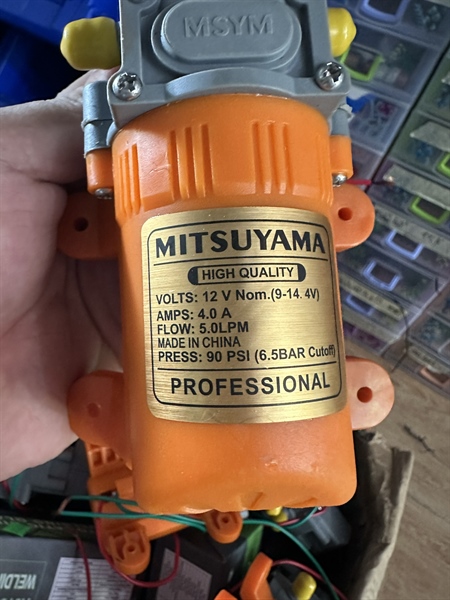 MSYM
MITSUYAMA
HIGH QUALITY
VOLTS: 12 V Nom.(9-14. 4V)
AMPS: 4.0 A
FLOW: 5.0LPM
MADE IN CHINA
PRESS: 90 PSI (6.5BAR Cutoff)
PROFESSIONAL
WELDI